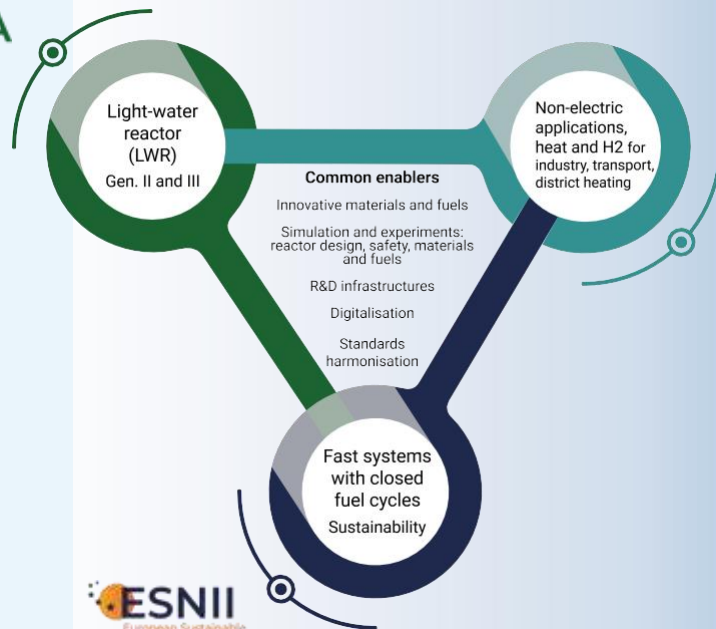 A
Light-water
reactor
(LWR)
Gen. II and III
Non-electric
applications,
heat and H2 for
industry, transport,
district heating
Common enablers
Innovative materials and fuels
Simulation and experiments:
reactor design, safety, materials
and fuels
R&D infrastructures
Digitalisation
Standards
harmonisation
Fast systems
with closed
fuel cycles
Sustainability
ESNII
European Sustainable